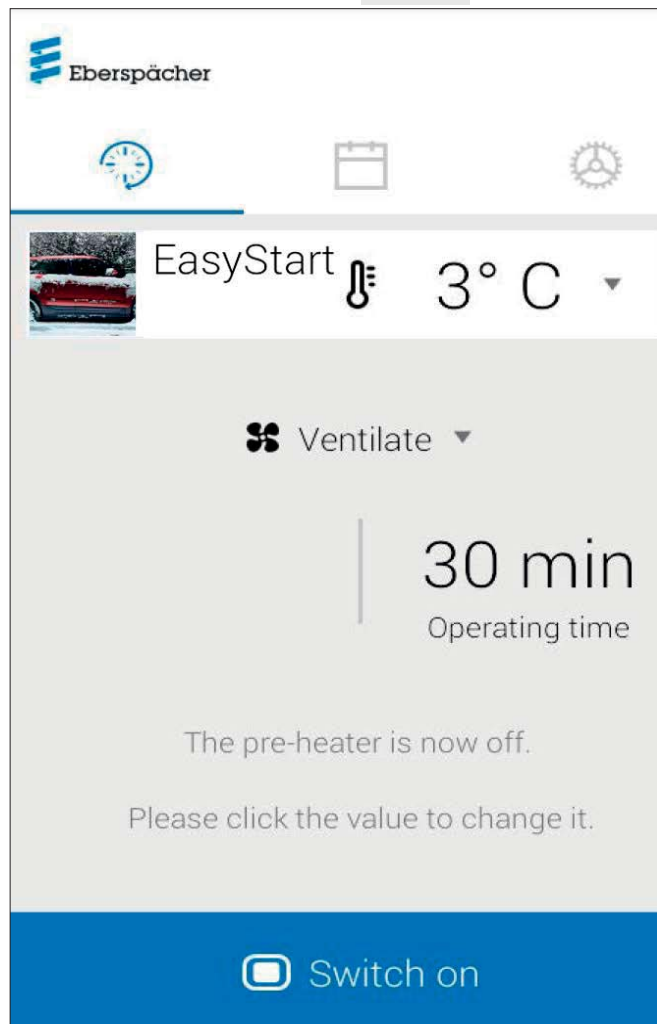 Eberspächer
EasyStart
3° C
Ventilate
30 min
Operating time
The pre-heater is now off.
Please click the value to change it.
Switch on